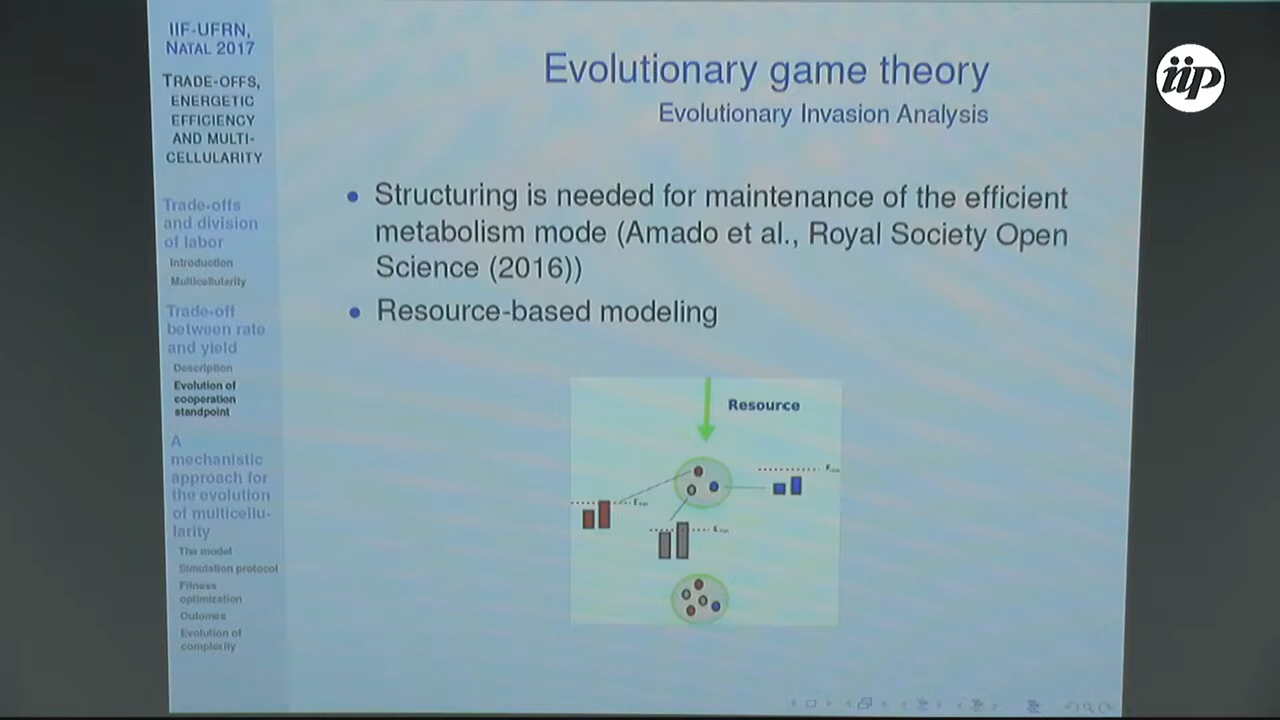 IIF-UFRN,
NATAL 2017
TRADE-OFFS,
ENERGETIC
EFFICIENCY
AND MULTI-
CELLULARITY
Trade-offs
and division
of labor
Introduction
Multicellularity
Trade-off
between rate
and yield
Description
Evolution of
cooperation
standpoint
A
mechanistic
approach for
the evolution
of multicellu-
larity
The model
Simulation protocol
Fitness
optimization
Outcomes
Evolution of
complexity
Evolutionary game theory
Evolutionary Invasion Analysis
• Structuring is needed for maintenance of the efficient
metabolism mode (Amado et al., Royal Society Open
Science (2016))
• Resource-based modeling
Resource
iip